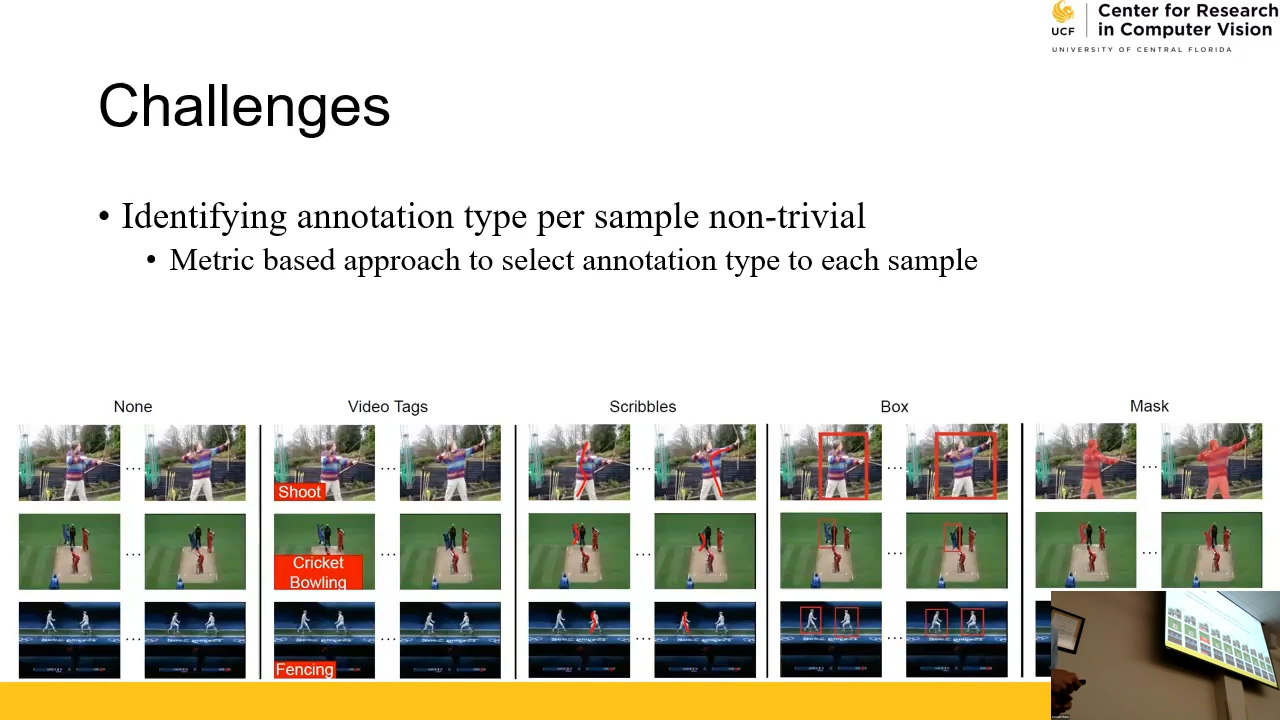 Center for Research
in Computer Vision
UCF
UNIVERSITY OF CENTRAL FLORIDA
Challenges
• Identifying annotation type per sample non-trivial
• Metric based approach to select annotation type to each sample
None
Video Tags
Scribbles
Box
Mask
Shoot
Cricket
Bowling
Fencing